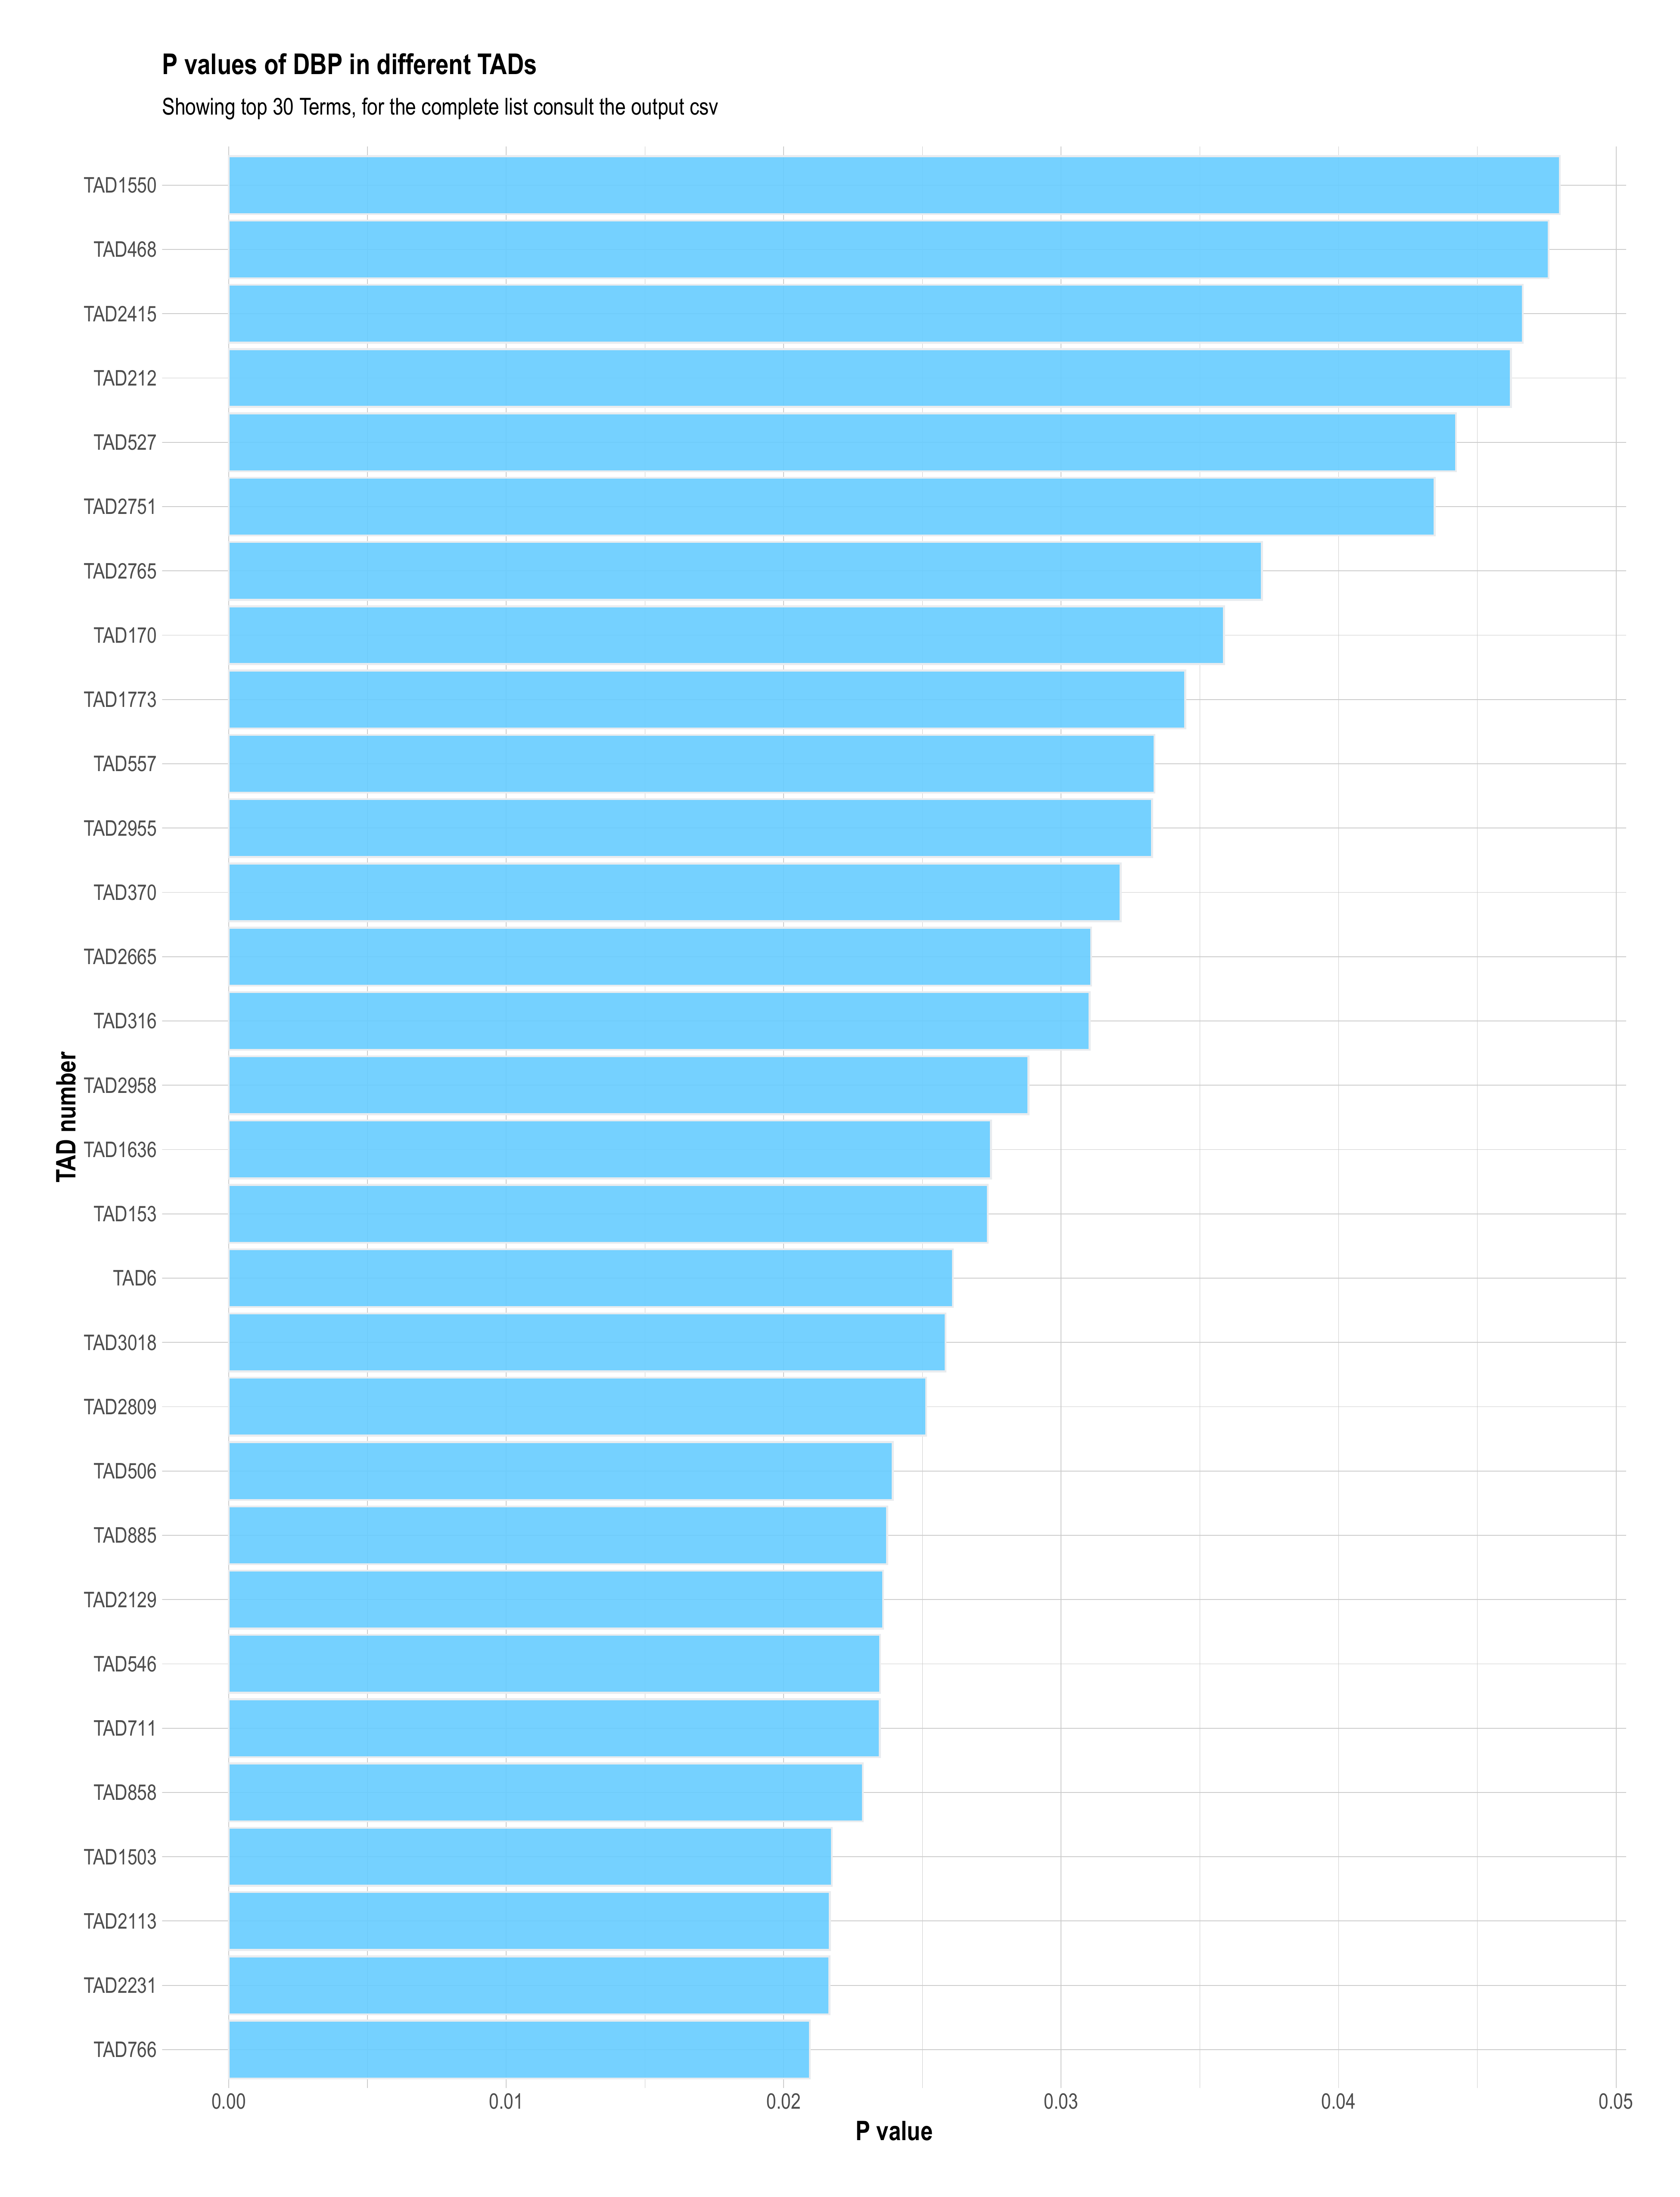 P values of DBP in different TADs
Showing top 30 Terms, for the complete list consult the output csv
TAD1550
TAD468
TAD2415
TAD212
TAD527
TAD2751
TAD2765
TAD170
TAD1773
TAD557
TAD2955
TAD370
TAD2665
TAD316
TAD2958
TAD1636
TAD153
TAD6
TAD3018
TAD2809
TAD506
TAD885
TAD2129
TAD546
TAD711
TAD858
TAD1503
TAD2113
TAD2231
TAD766
TAD number
0.00 0.01 0.02 0.03 0.04 0.05
P value